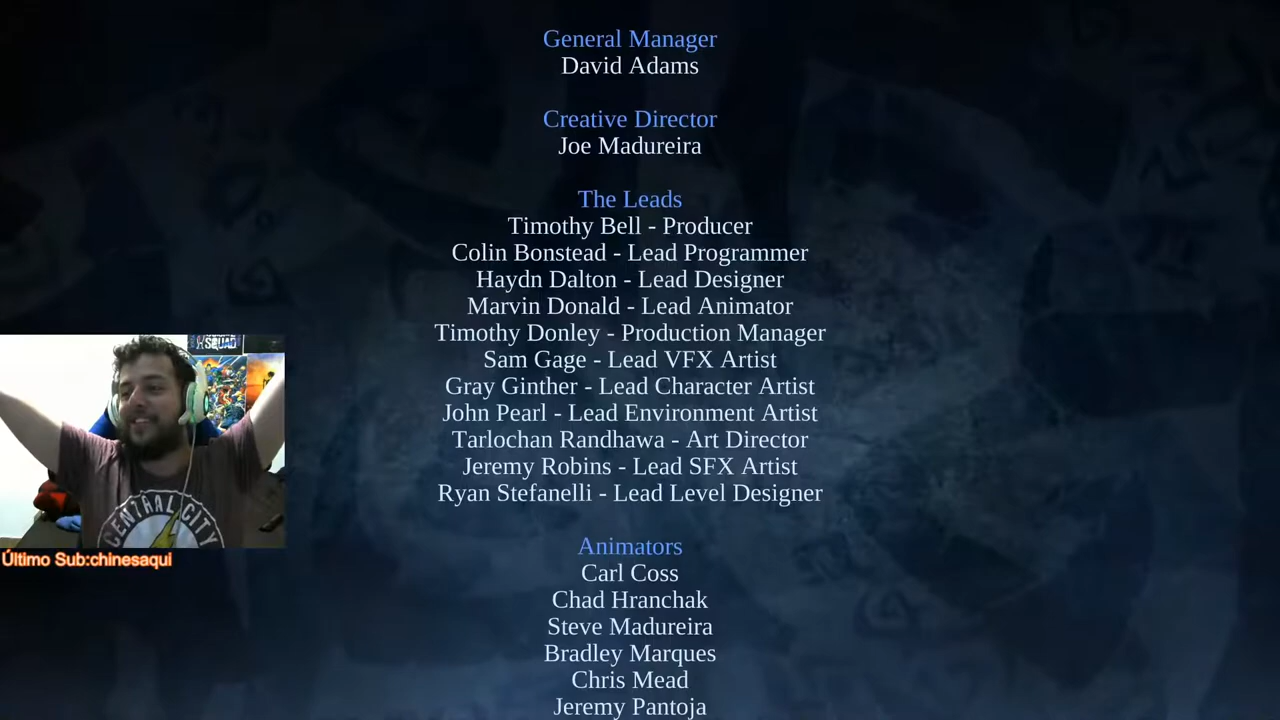 General Manager
David Adams
Creative Director
Joe Madureira
The Leads
Timothy Bell - Producer
Colin Bonstead - Lead Programmer
Haydn Dalton - Lead Designer
Marvin Donald - Lead Animator
Timothy Donley - Production Manager
Sam Gage - Lead VFX Artist
Gray Ginther - Lead Character Artist
John Pearl - Lead Environment Artist
Tarlochan Randhawa - Art Director
Jeremy Robins - Lead SFX Artist
Ryan Stefanelli - Lead Level Designer
Animators
Carl Coss
Chad Hranchak
Steve Madureira
Bradley Marques
Chris Mead
Jeremy Pantoja
SQUAD
CENTRAL CITY
Último Sub:chinesaqui